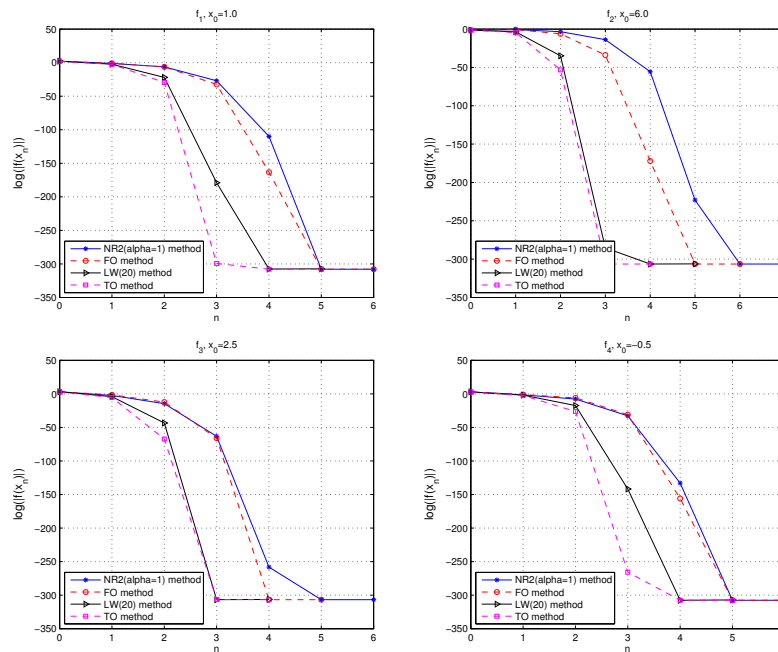 f₁, x₀=1.0
50
0
−50
−100
−150
−200
−250
−300
−350
log(|f(xₙ)|)
NR2(alpha=1) method
FO method
LW(20) method
TO method
0 1 2 3 4 5 6
n
f₂, x₀=6.0
0
−50
−100
−150
−200
−250
−300
−350
log(|f(xₙ)|)
NR2(alpha=1) method
FO method
LW(20) method
TO method
0 1 2 3 4 5 6
n
f₃, x₀=2.5
50
0
−50
−100
−150
−200
−250
−300
−350
log(|f(xₙ)|)
NR2(alpha=1) method
FO method
LW(20) method
TO method
0 1 2 3 4 5 6
n
f₄, x₀=−0.5
50
0
−50
−100
−150
−200
−250
−300
−350
log(|f(xₙ)|)
NR2(alpha=1) method
FO method
LW(20) method
TO method
0 1 2 3 4 5
n